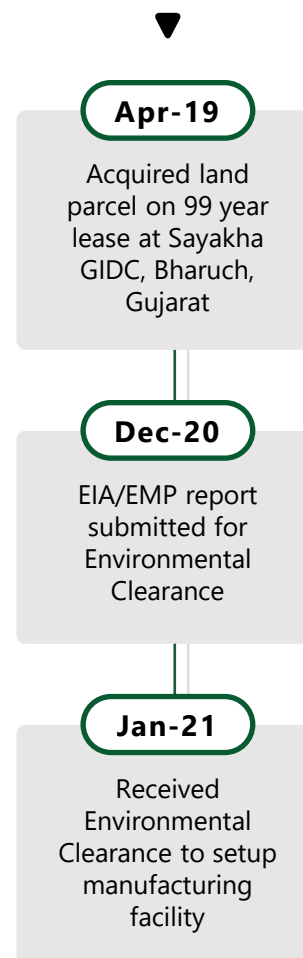 Apr-19
Acquired land
parcel on 99 year
lease at Sayakha
GIDC, Bharuch,
Gujarat
Dec-20
EIA/EMP report
submitted for
Environmental
Clearance
Jan-21
Received
Environmental
Clearance to setup
manufacturing
facility